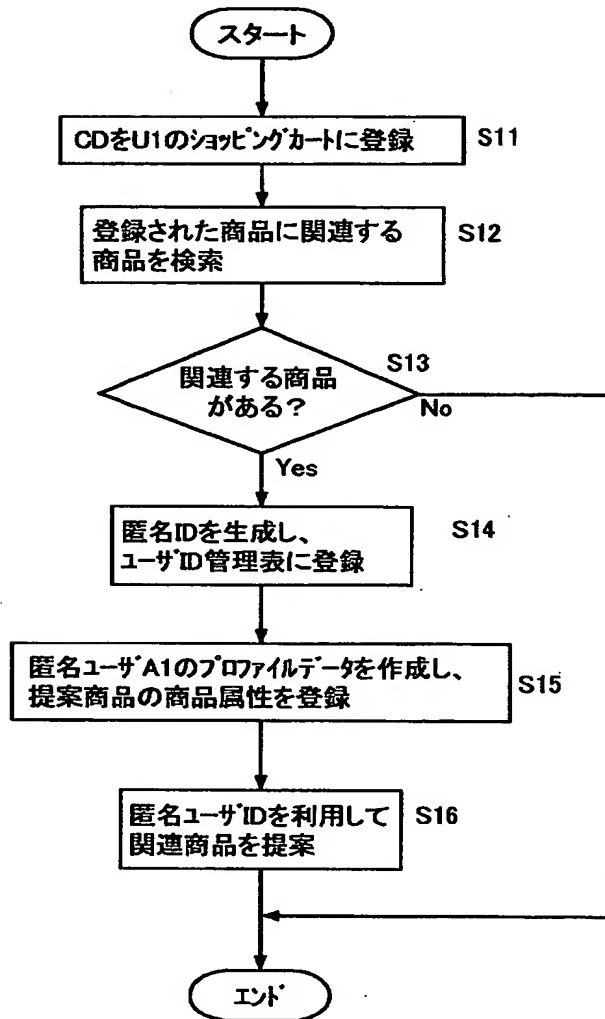 スタート
CDをU1のショッピングカートに登録
S11
登録された商品に関連する
商品を検索
S12
関連する商品
がある?
S13
No
Yes
匿名IDを生成し、
ユーザID管理表に登録
S14
匿名ユーザA1のプロファイルデータを作成し、
提案商品の商品属性を登録
S15
匿名ユーザIDを利用して
関連商品を提案
S16
エンド